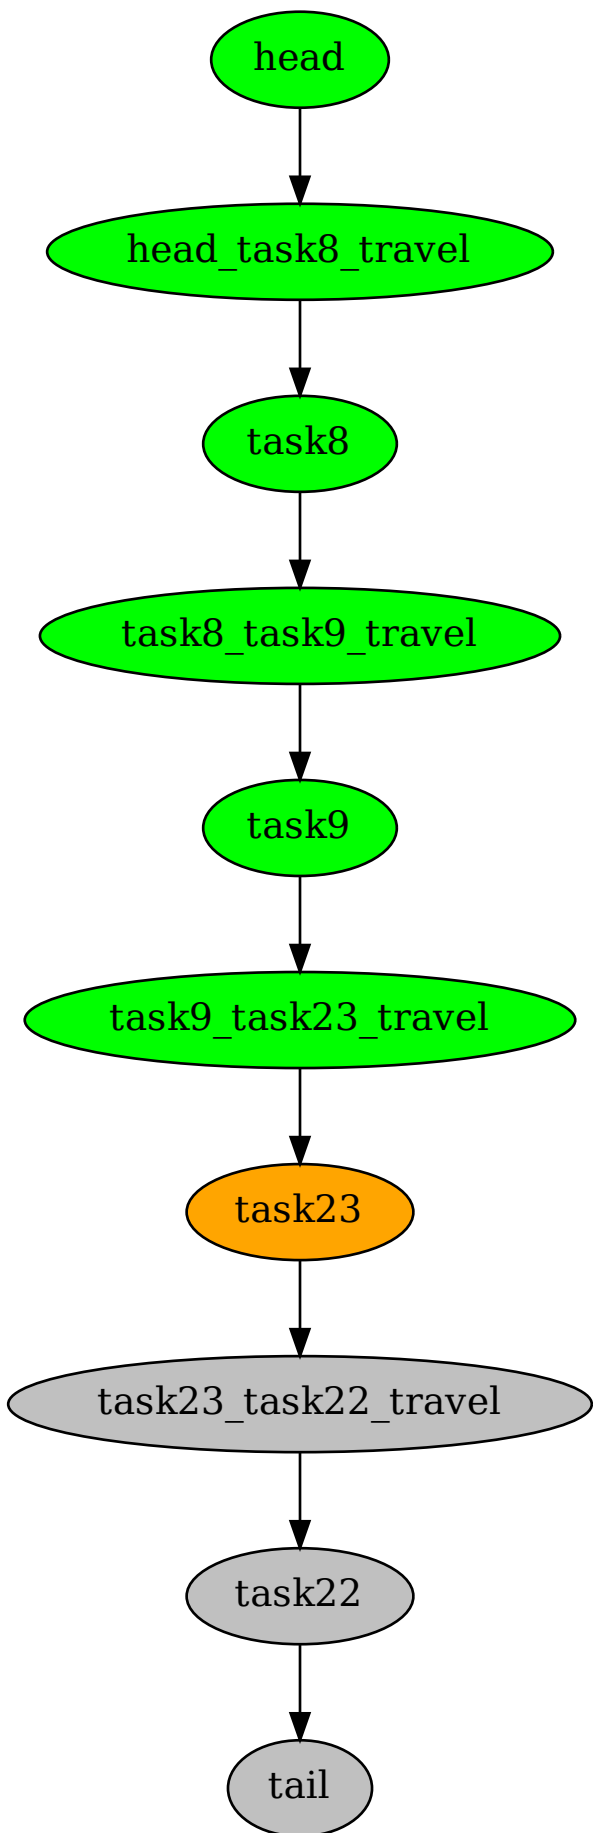 head
head_task8_travel
task8
task8_task9_travel
task9
task9_task23_travel
task23
task23_task22_travel
task22
tail